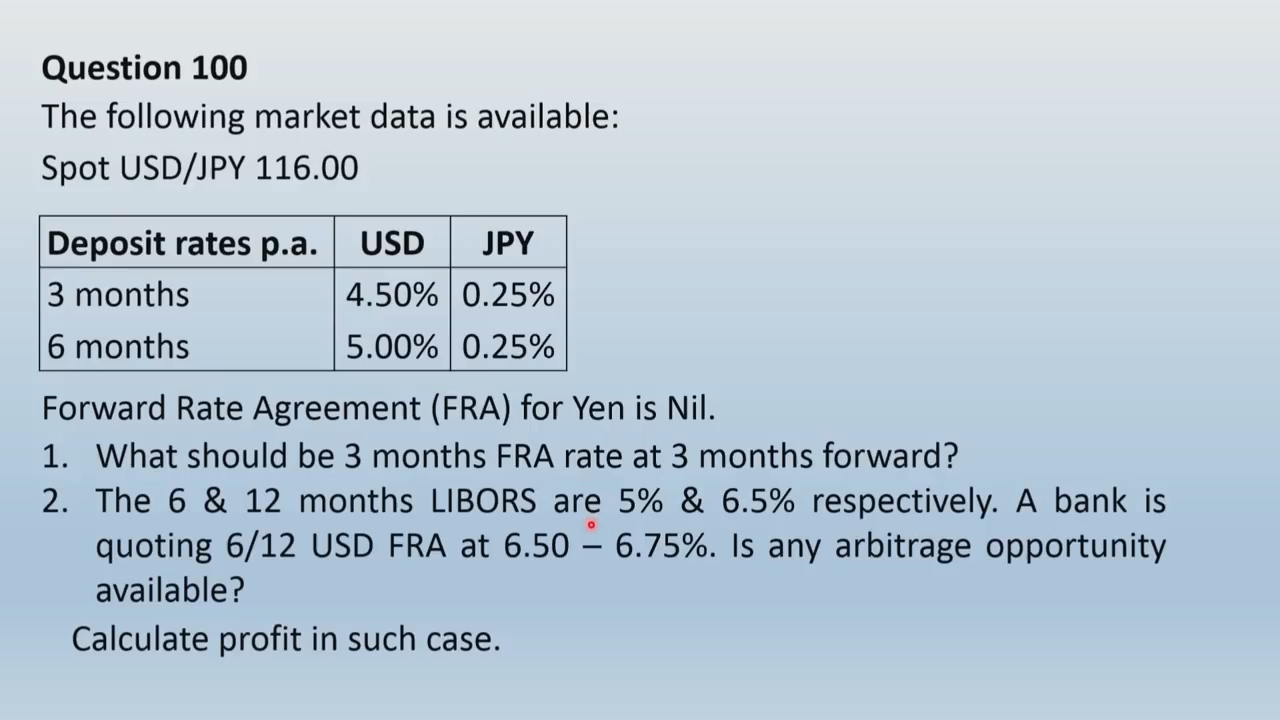 Question 100
The following market data is available:
Spot USD/JPY 116.00
Deposit rates p.a. USD JPY
3 months 4.50% 0.25%
6 months 5.00% 0.25%
Forward Rate Agreement (FRA) for Yen is Nil.
1. What should be 3 months FRA rate at 3 months forward?
2. The 6 & 12 months LIBORS are 5% & 6.5% respectively. A bank is
quoting 6/12 USD FRA at 6.50 – 6.75%. Is any arbitrage opportunity
available?
Calculate profit in such case.